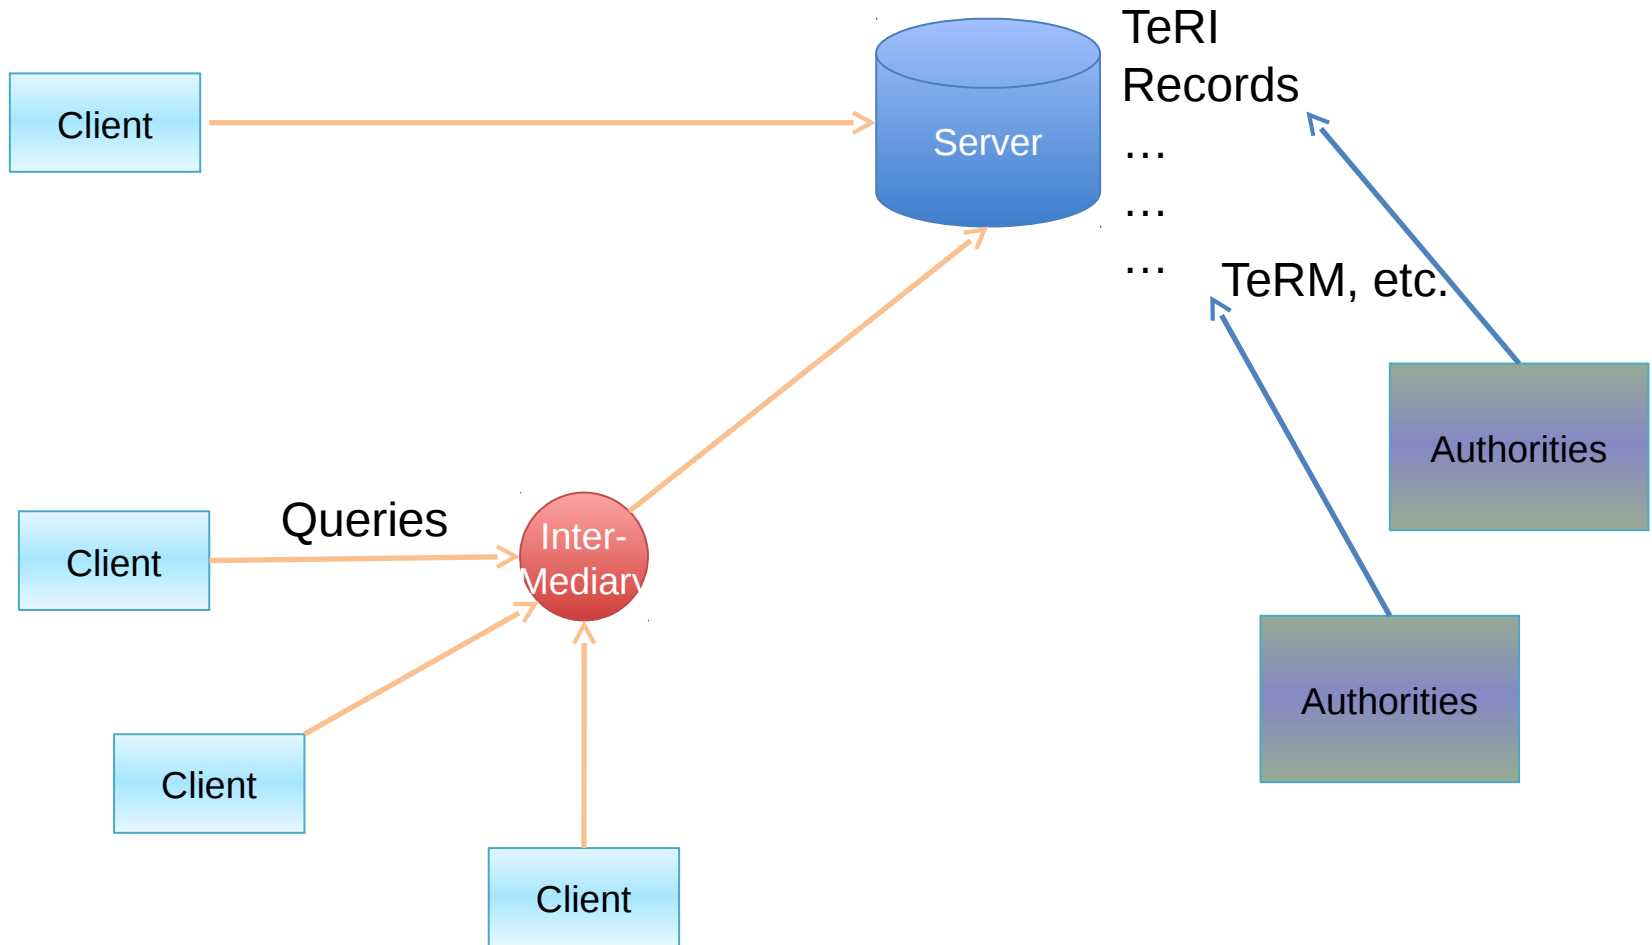 TeRI
Records
...
...
...
Client
Server
TeRM, etc.
Authorities
Queries
Client
Inter-
Mediary
Authorities
Client
Client